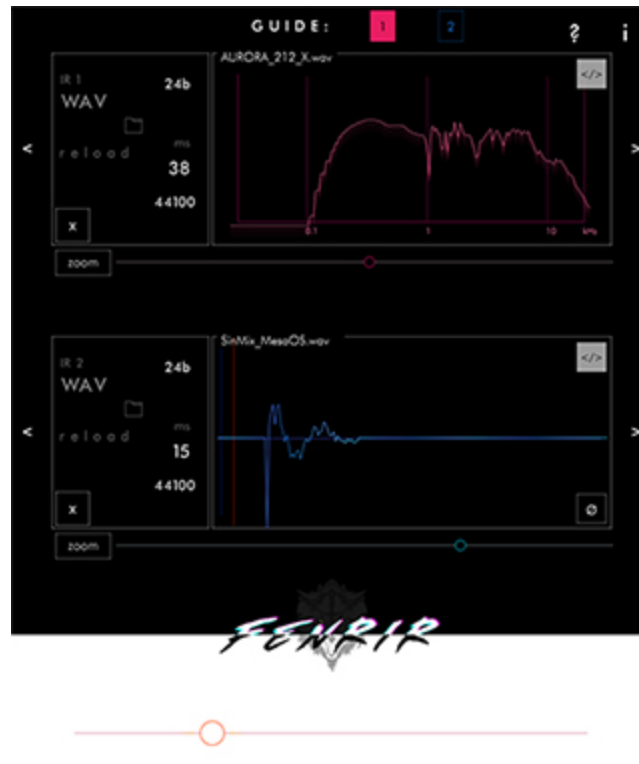 GUIDE: 1 2 ? i
AURORA_212_X.wav
IR 1 24b </>
WAV
ms
reload
38
< >
44100
x
0.1 1 10 kHz
zoom
SinMix_MesaOS.wav
IR 2 24b </>
WAV
ms
reload
15
< >
44100
x ø
zoom
FENRIR